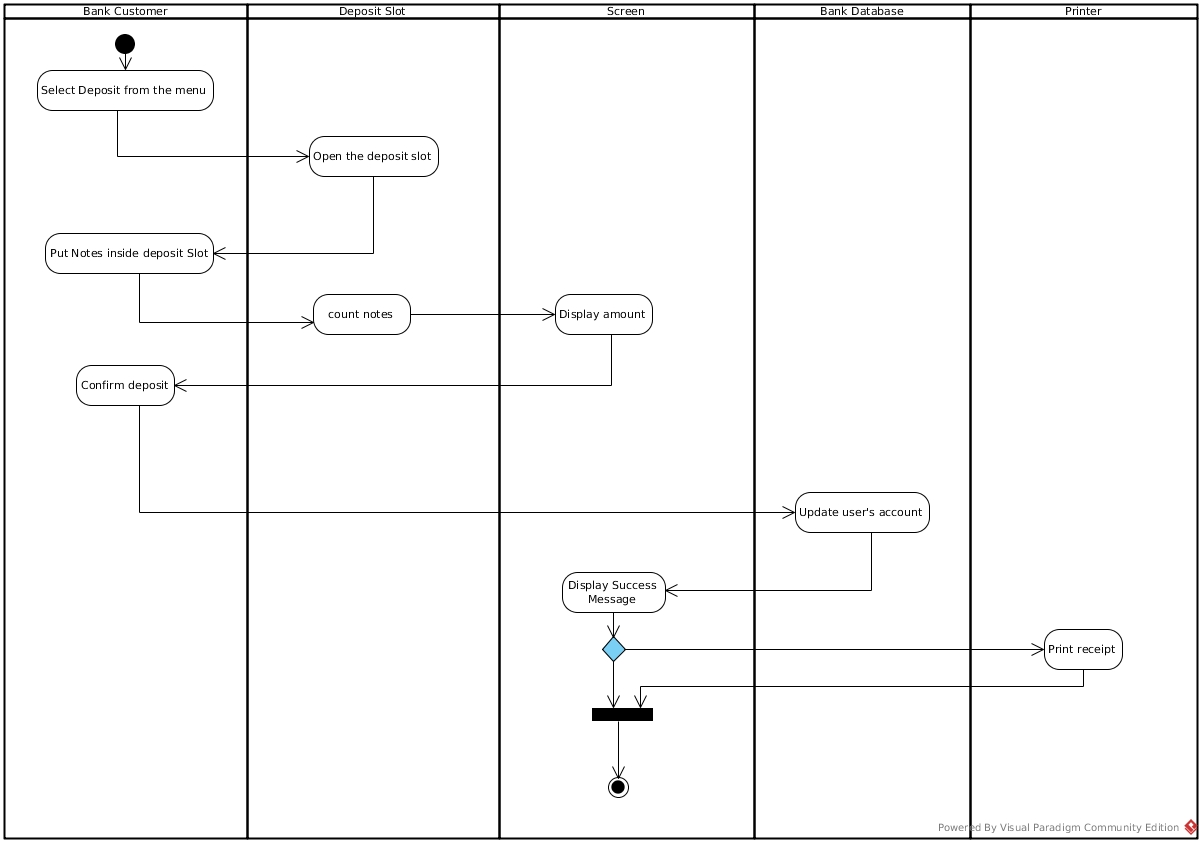 Bank Customer
Deposit Slot
Screen
Bank Database
Printer
Select Deposit from the menu
Open the deposit slot
Put Notes inside deposit Slot
count notes
Display amount
Confirm deposit
Update user's account
Display Success
Message
Print receipt
Powered By Visual Paradigm Community Edition